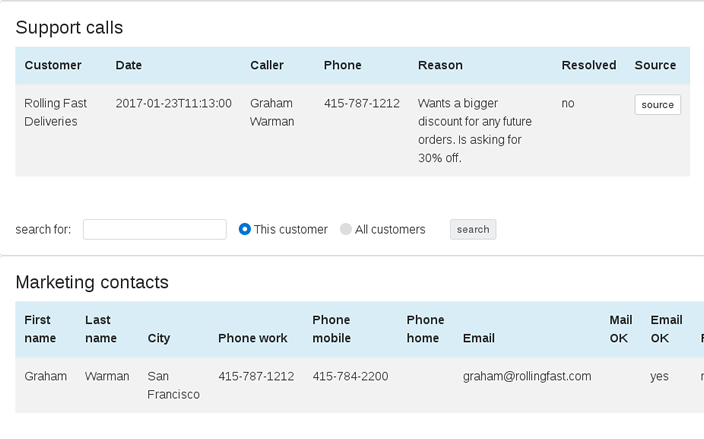 Support calls
Customer Date Caller Phone Reason Resolved Source
Rolling Fast Deliveries 2017-01-23T11:13:00 Graham Warman 415-787-1212 Wants a bigger discount for any future orders. Is asking for 30% off. no source
search for: This customer All customers search
Marketing contacts
First name Last name City Phone work Phone mobile Phone home Email Mail OK Email OK
Graham Warman San Francisco 415-787-1212 415-784-2200 graham@rollingfast.com yes